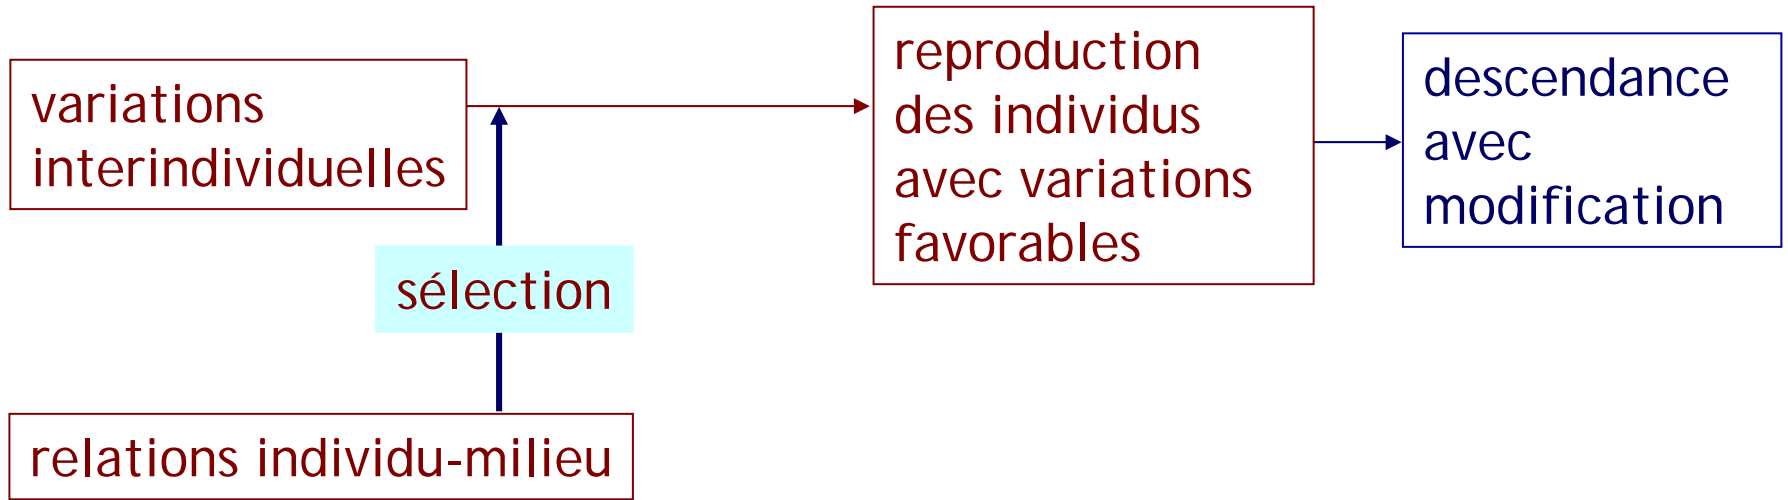 variations
interindividuelles
sélection
relations individu-milieu
reproduction
des individus
avec variations
favorables
descendance
avec
modification